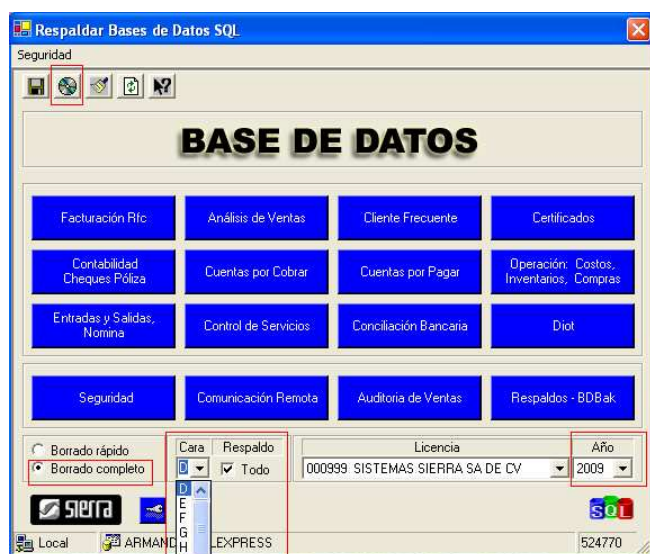 Respaldar Bases de Datos SQL
Seguridad
BASE DE DATOS
Facturación Rfc
Análisis de Ventas
Cliente Frecuente
Certificados
Contabilidad
Cheques Póliza
Cuentas por Cobrar
Cuentas por Pagar
Operación: Costos,
Inventarios, Compras
Entradas y Salidas,
Nomina
Control de Servicios
Conciliación Bancaria
Diot
Seguridad
Comunicación Remota
Auditoria de Ventas
Respaldos - BDBak
Borrado rápido
Borrado completo
Cara
Respaldo
D
Todo
Licencia
000999 SISTEMAS SIERRA SA DE CV
Año
2009
D
E
F
G
H
sierra
SQL
Local
ARMAND
LEXPRESS
524770